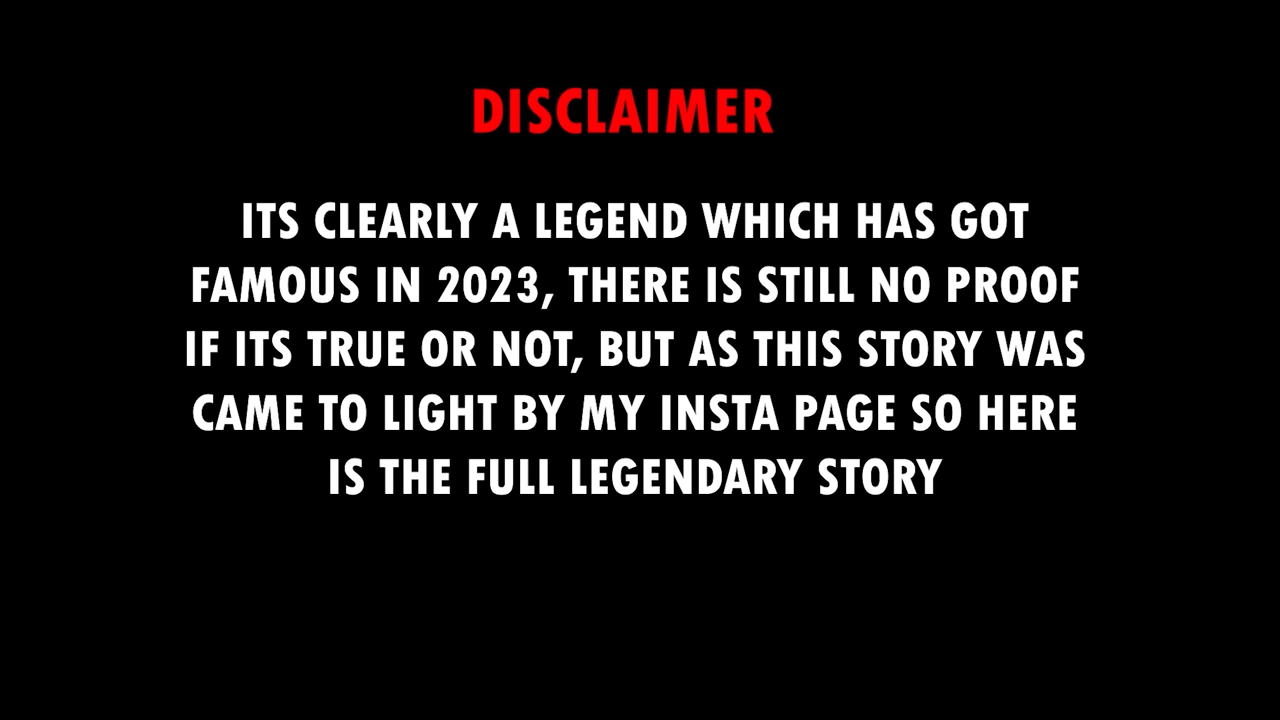 DISCLAIMER
ITS CLEARLY A LEGEND WHICH HAS GOT
FAMOUS IN 2023, THERE IS STILL NO PROOF
IF ITS TRUE OR NOT, BUT AS THIS STORY WAS
CAME TO LIGHT BY MY INSTA PAGE SO HERE
IS THE FULL LEGENDARY STORY